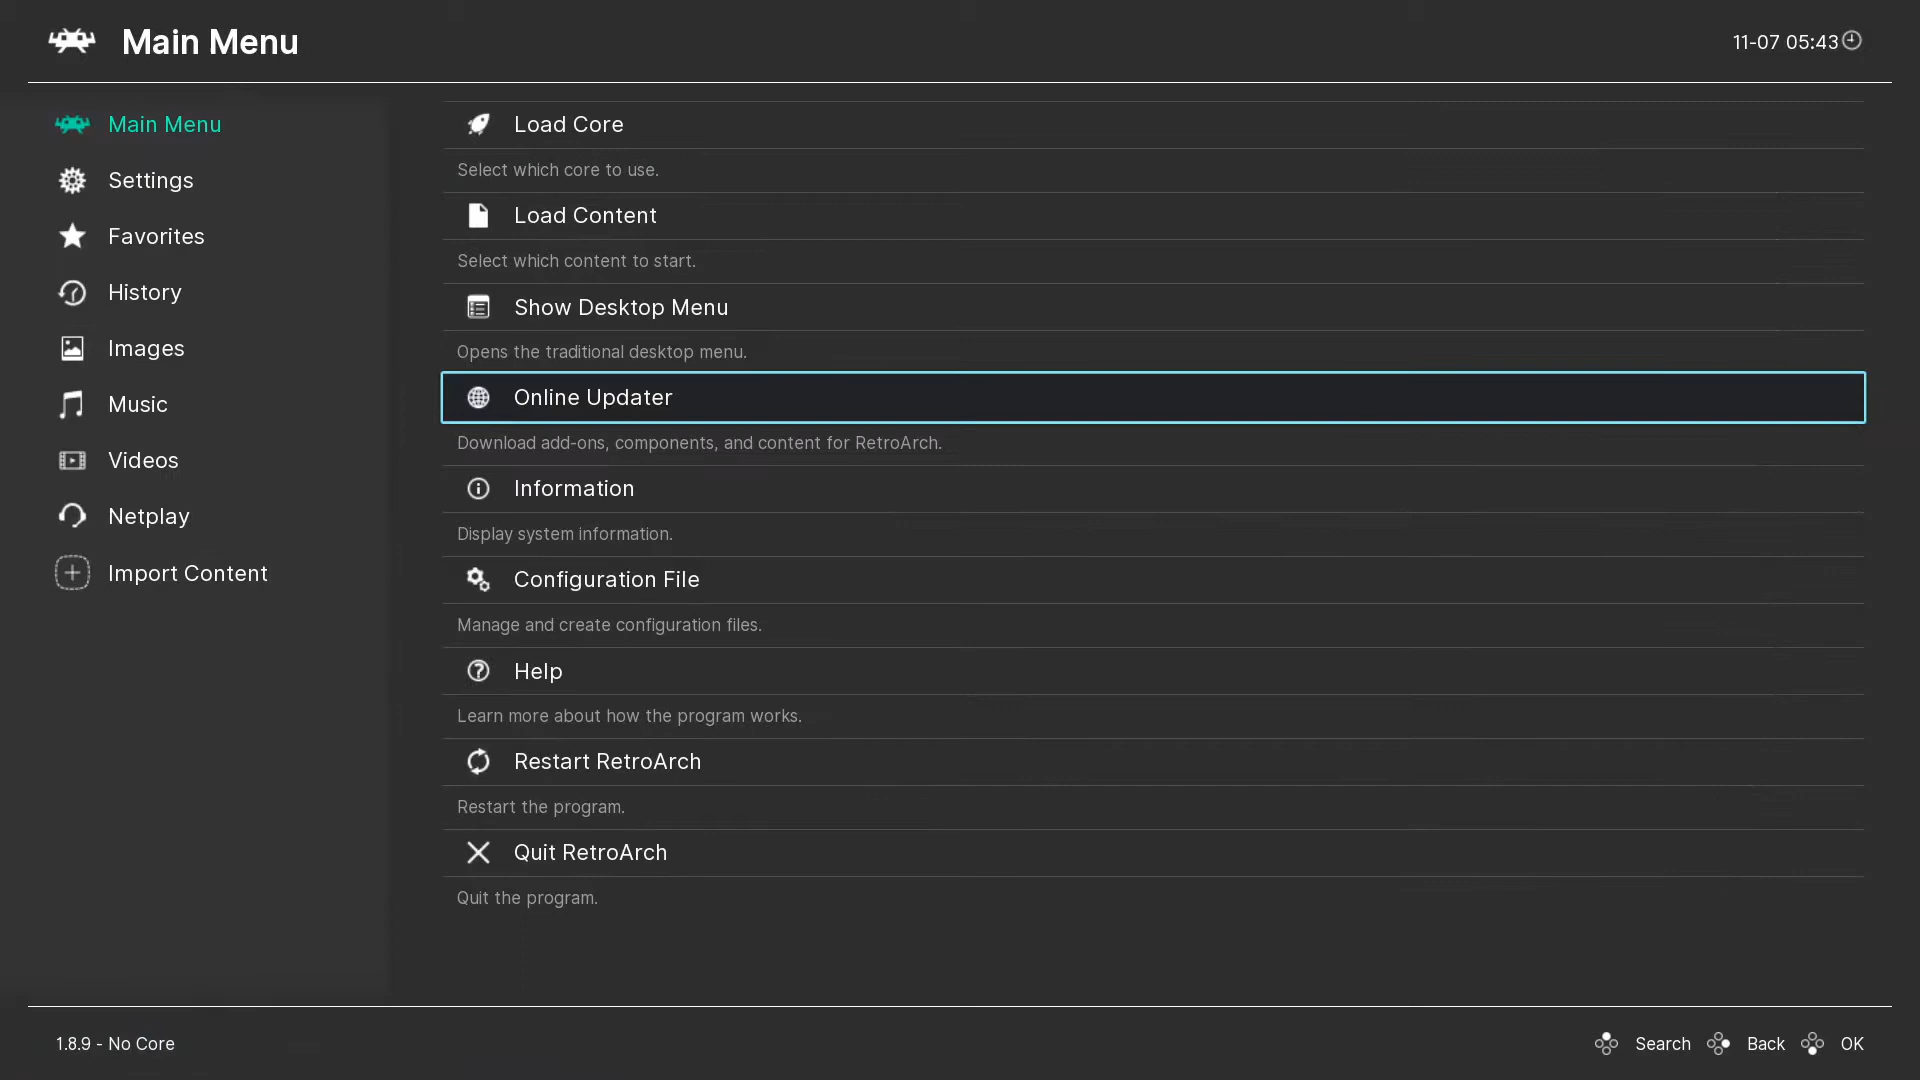 Main Menu
11-07 05:43
Main Menu
Settings
Favorites
History
Images
Music
Videos
Netplay
Import Content
Load Core
Select which core to use.
Load Content
Select which content to start.
Show Desktop Menu
Opens the traditional desktop menu.
Online Updater
Download add-ons, components, and content for RetroArch.
Information
Display system information.
Configuration File
Manage and create configuration files.
Help
Learn more about how the program works.
Restart RetroArch
Restart the program.
Quit RetroArch
Quit the program.
1.8.9 - No Core
Search Back OK